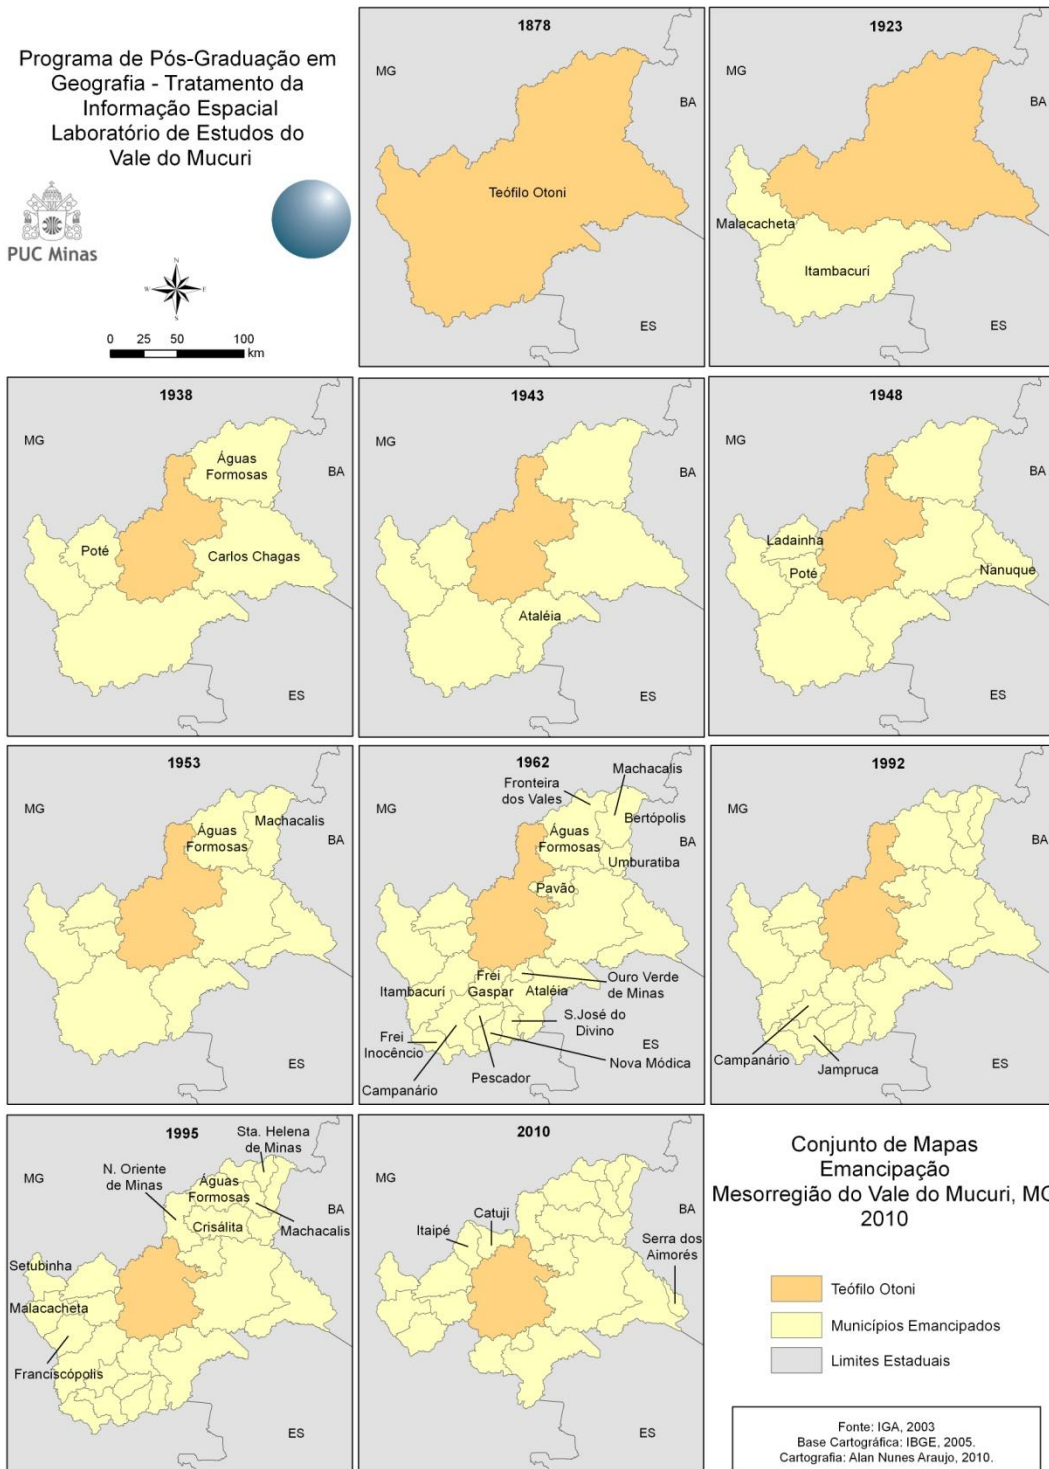 Programa de Pós-Graduação em
Geografia - Tratamento da
Informação Espacial
Laboratório de Estudos do
Vale do Mucuri
PUC Minas
N
W
E
S
0 25 50 100
km
1878
MG
BA
Teófilo Otoni
ES
1923
MG
BA
Malacacheta
Itambacurí
ES
1938
MG
Águas
Formosas
BA
Poté
Carlos Chagas
ES
1943
MG
BA
Ataléia
ES
1948
MG
BA
Ladainha
Poté
Nanuque
ES
1953
MG
Machacalis
Águas
Formosas
BA
ES
1962
Machacalis
Fronteira
dos Vales
MG
Bertópolis
Águas
Formosas
BA
Umburatiba
Pavão
Frei
Gaspar
Ouro Verde
de Minas
Itambacurí
Ataléia
S.José do
Divino
Frei
Inocêncio
ES
Nova Módica
Pescador
Campanário
1992
MG
BA
Campanário
Jampruca
ES
1995
Sta. Helena
de Minas
N. Oriente
de Minas
MG
Águas
Formosas
BA
Crisálita
Machacalis
Setubinha
Malacacheta
Franciscópolis
ES
2010
MG
BA
Catuji
Itaipé
Serra dos
Aimorés
ES
Conjunto de Mapas
Emancipação
Mesorregião do Vale do Mucuri, MG
2010
Teófilo Otoni
Municípios Emancipados
Limites Estaduais
Fonte: IGA, 2003
Base Cartográfica: IBGE, 2005.
Cartografia: Alan Nunes Araujo, 2010.